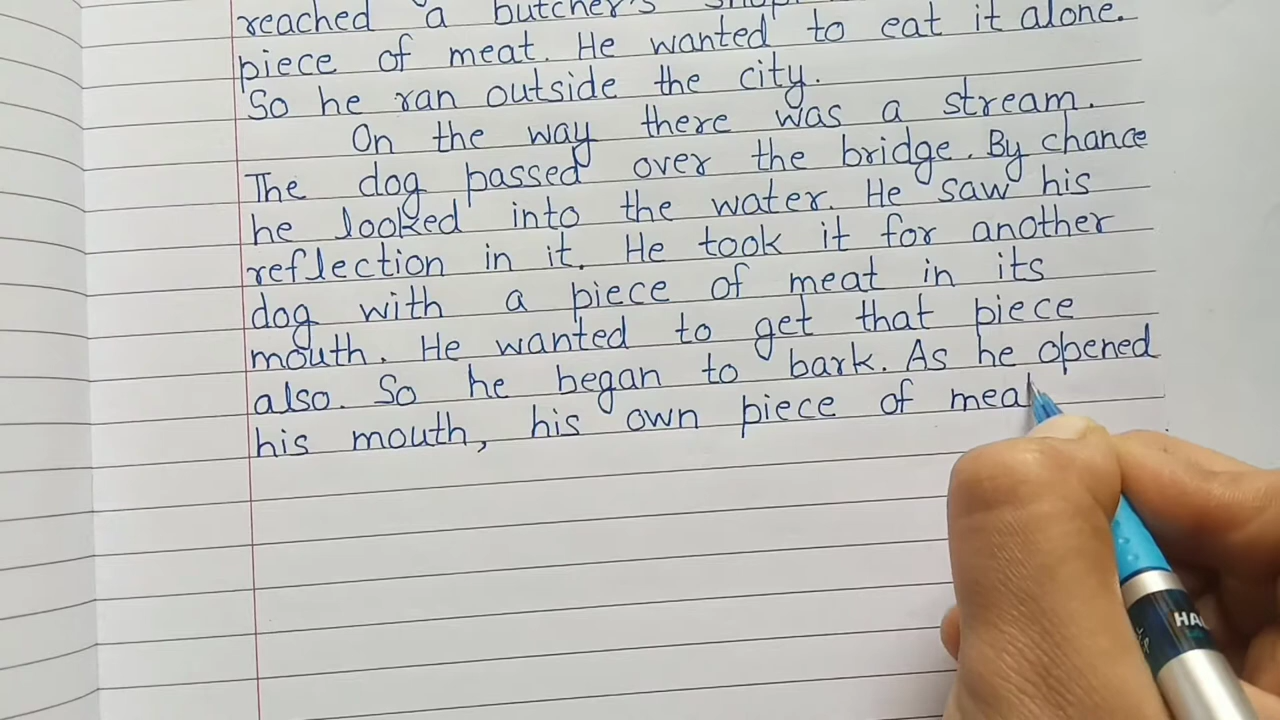 reached a butcher's shop.
piece of meat. He wanted to eat it alone.
So he ran outside the city.
On the way there was a stream.
The dog passed over the bridge. By chance
he looked into the water. He saw his
reflection in it. He took it for another
dog with a piece of meat in its
mouth. He wanted to get that piece
also. So he began to bark. As he opened
his mouth, his own piece of meat